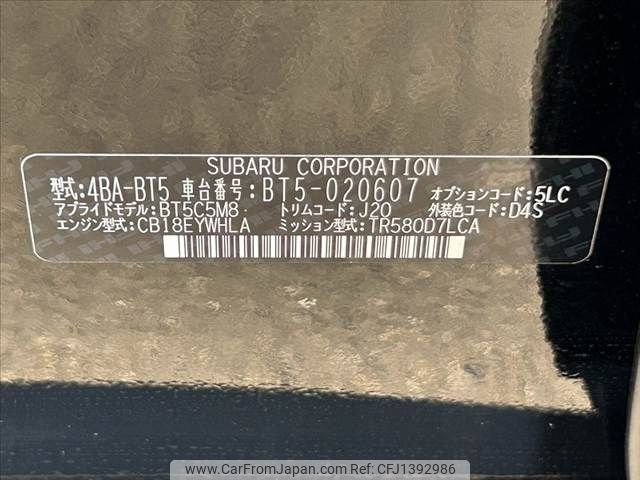 SUBARU CORPORATION
型式:4BA-BT5 車台番号:BT5-020607 オプションコード:5LC
アプライドモデル:BT5C5M8 トリムコード:J20 外装色コード:D4S
エンジン型式:CB18EYWHLA ミッション型式:TR580D7LCA
Car From Japan www.carfromjapan.com CFJ1392986